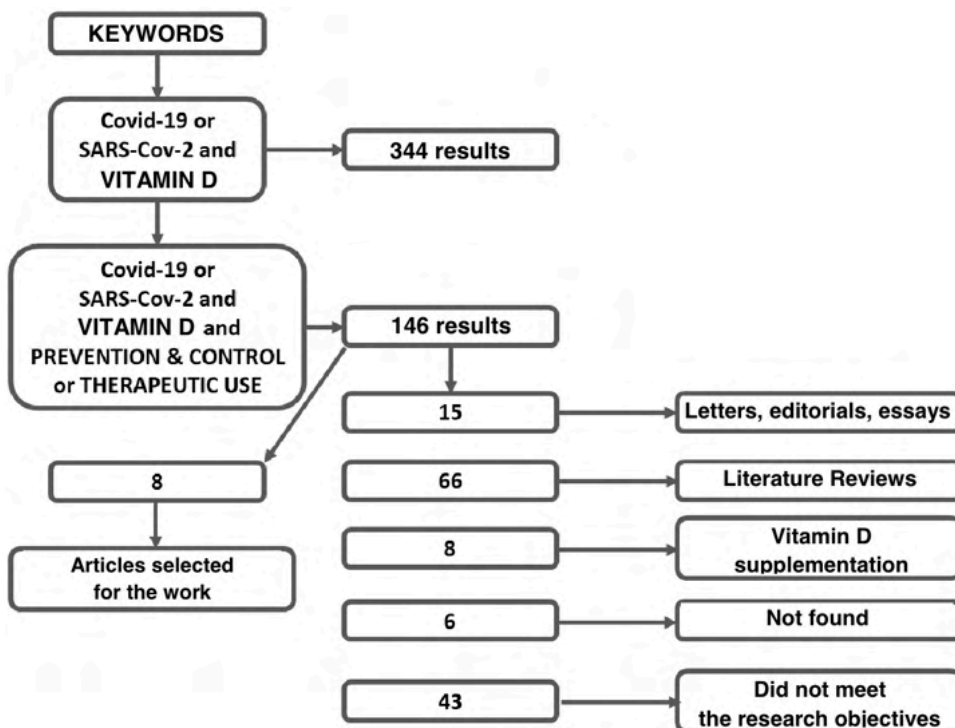 KEYWORDS
Covid-19 or
SARS-Cov-2 and
VITAMIN D
344 results
Covid-19 or
SARS-Cov-2 and
VITAMIN D and
PREVENTION & CONTROL
or THERAPEUTIC USE
146 results
15
Letters, editorials, essays
8
66
Literature Reviews
Articles selected
for the work
8
Vitamin D
supplementation
6
Not found
43
Did not meet
the research objectives